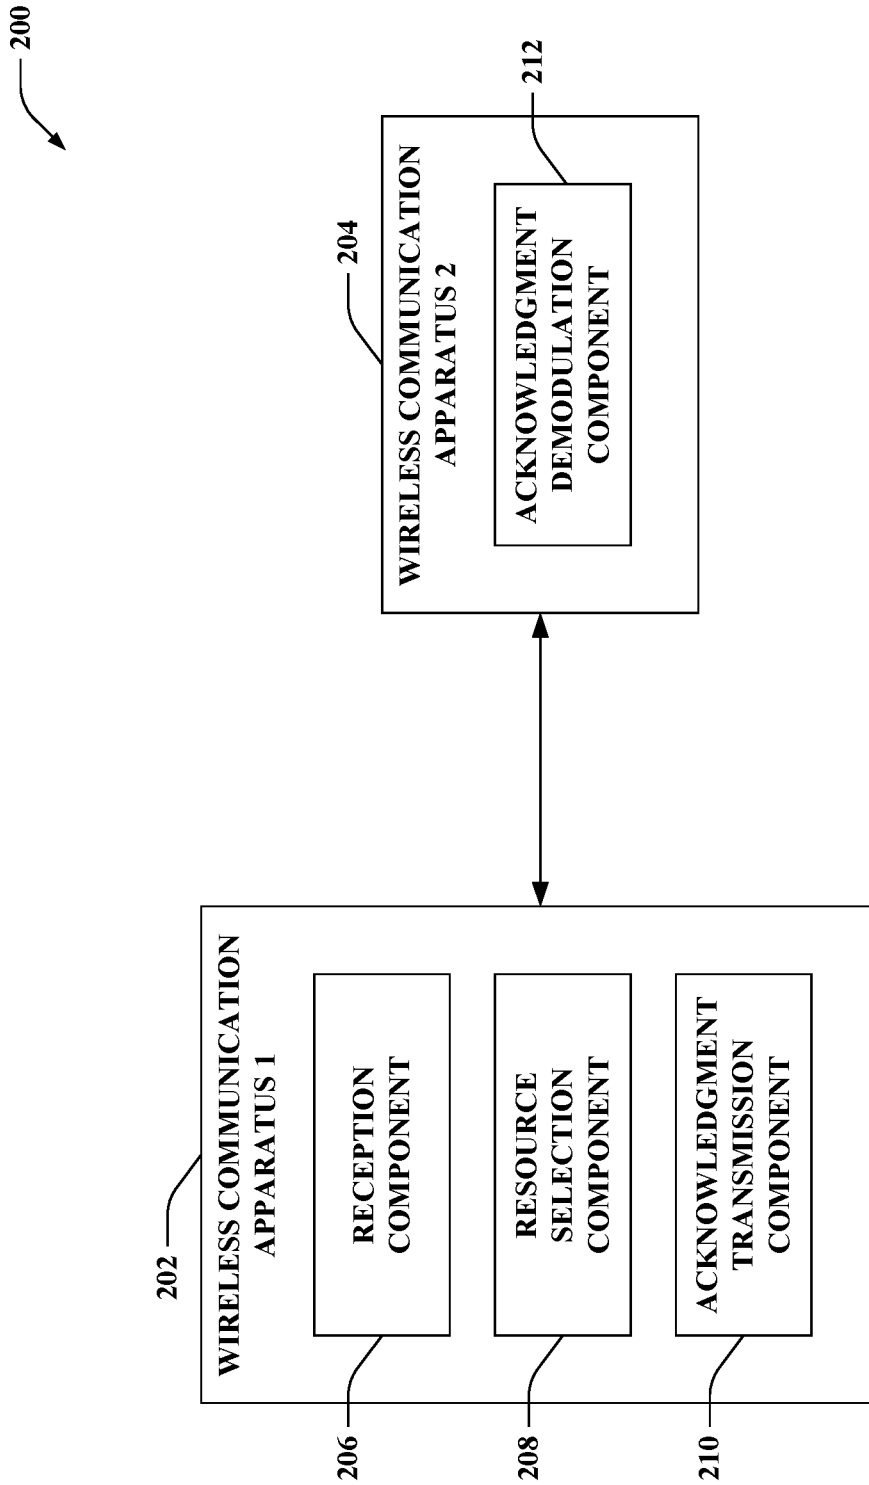 200
202
WIRELESS COMMUNICATION
APPARATUS 1
206
RECEPTION
COMPONENT
208
RESOURCE
SELECTION
COMPONENT
210
ACKNOWLEDGMENT
TRANSMISSION
COMPONENT
204
WIRELESS COMMUNICATION
APPARATUS 2
212
ACKNOWLEDGMENT
DEMODULATION
COMPONENT